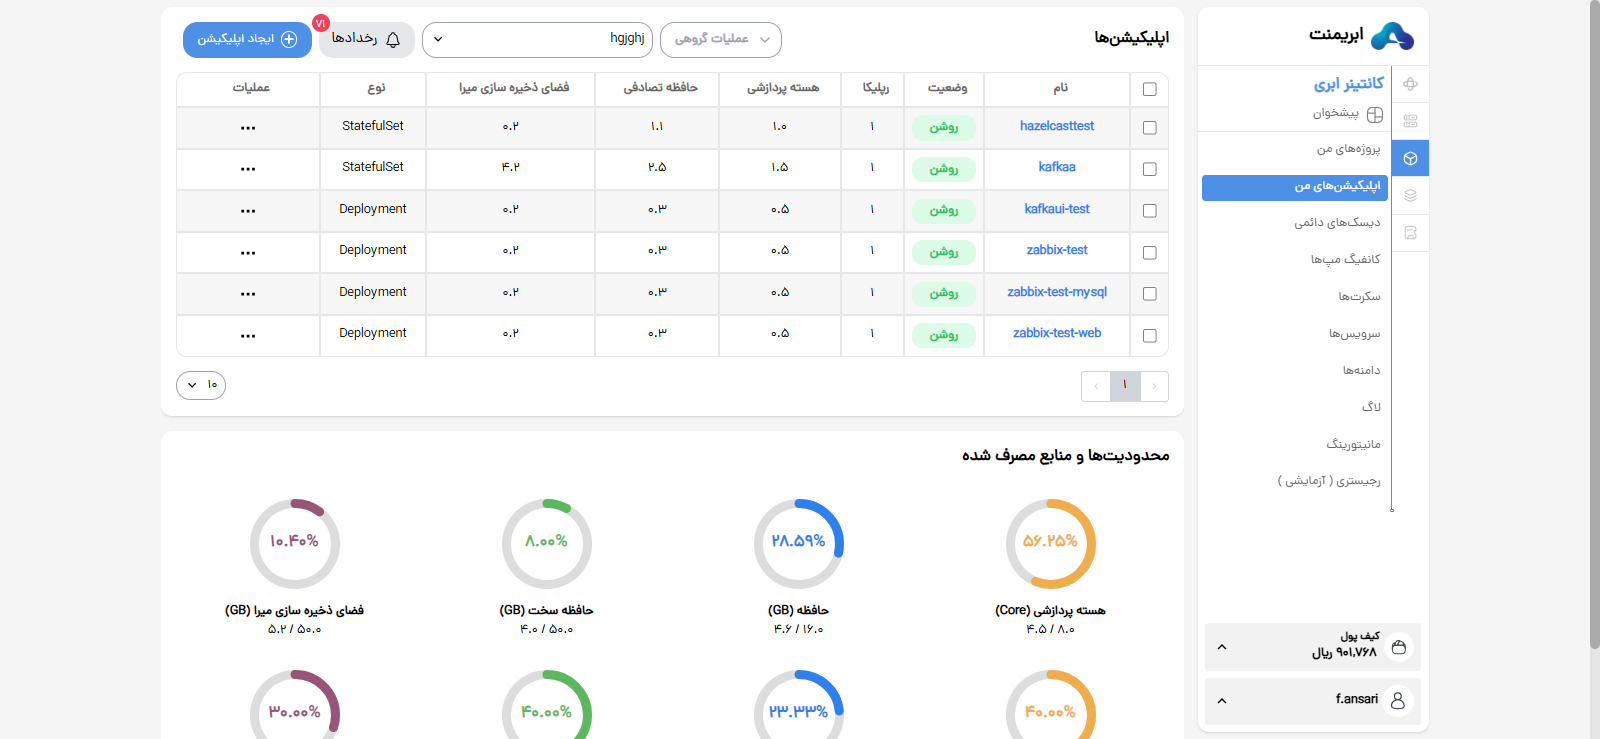 ابریمنت
کانتینر ابری
پیشخوان
پروژه‌های من
اپلیکیشن‌های من
دیسک‌های دائمی
کانفیگ مپ‌ها
سکرت‌ها
سرویس‌ها
دامنه‌ها
لاگ
مانیتورینگ
رجیستری ( آزمایشی )
کیف پول
۹۰۱,۷۶۸ ریال
f.ansari
اپلیکیشن‌ها
عملیات گروهی
hgjghj
رخدادها
۷۱
ایجاد اپلیکیشن
نام وضعیت رپلیکا هسته پردازشی حافظه تصادفی فضای ذخیره سازی میرا نوع عملیات
hazelcasttest روشن ۱ ۱.۰ ۱.۱ ۰.۲ StatefulSet ...
kafkaa روشن ۱ ۱.۵ ۲.۵ ۴.۲ StatefulSet ...
kafkaui-test روشن ۱ ۰.۵ ۰.۳ ۰.۲ Deployment ...
zabbix-test روشن ۱ ۰.۵ ۰.۳ ۰.۲ Deployment ...
zabbix-test-mysql روشن ۱ ۰.۵ ۰.۳ ۰.۲ Deployment ...
zabbix-test-web روشن ۱ ۰.۵ ۰.۳ ۰.۲ Deployment ...
۱
۱۰
محدودیت‌ها و منابع مصرف شده
۵۶.۲۵% ۲۸.۵۹% ۸.۰۰% ۱۰.۴۰%
هسته پردازشی (Core) حافظه (GB) حافظه سخت (GB) فضای ذخیره سازی میرا (GB)
۴.۵ / ۸.۰ ۴.۶ / ۱۶.۰ ۴.۰ / ۵۰.۰ ۵.۲ / ۵۰.۰
۴۰.۰۰% ۲۳.۳۳% ۴۰.۰۰% ۳۰.۰۰%